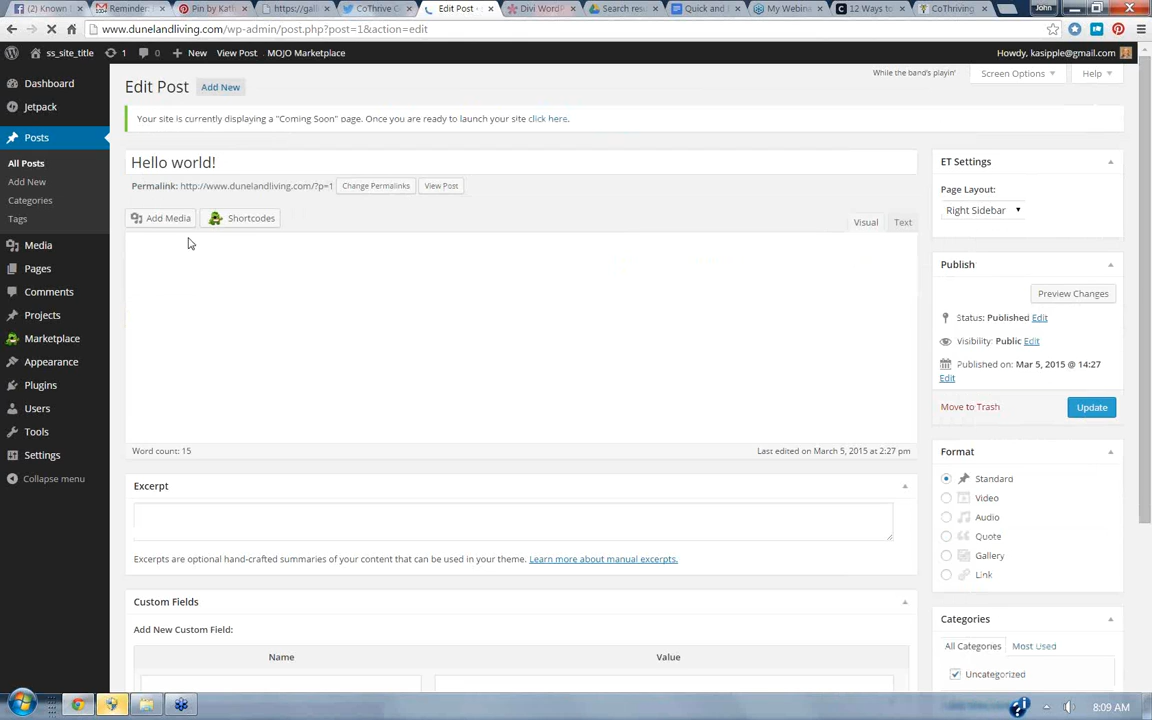 (2) Known
Reminder:
Pin by Kath
https://galli
CoThrive C
Edit Post -
Divi WordP
Search resu
Quick and
My Webina
12 Ways to
CoThriving
John
www.dunelandliving.com/wp-admin/post.php?post=1&action=edit
ss_site_title
1
0
+ New
View Post
MOJO Marketplace
Howdy, kasipple@gmail.com
Dashboard
Jetpack
Posts
All Posts
Add New
Categories
Tags
Media
Pages
Comments
Projects
Marketplace
Appearance
Plugins
Users
Tools
Settings
Collapse menu
While the band's playin'
Screen Options
Help
Edit Post
Add New
Your site is currently displaying a "Coming Soon" page. Once you are ready to launch your site click here.
Hello world!
Permalink: http://www.dunelandliving.com/?p=1
Change Permalinks
View Post
Add Media
Shortcodes
Visual
Text
Word count: 15
Last edited on March 5, 2015 at 2:27 pm
Excerpt
Excerpts are optional hand-crafted summaries of your content that can be used in your theme. Learn more about manual excerpts.
Custom Fields
Add New Custom Field:
Name
Value
ET Settings
Page Layout:
Right Sidebar
Publish
Preview Changes
Status: Published Edit
Visibility: Public Edit
Published on: Mar 5, 2015 @ 14:27
Edit
Move to Trash
Update
Format
Standard
Video
Audio
Quote
Gallery
Link
Categories
All Categories
Most Used
Uncategorized
8:09 AM